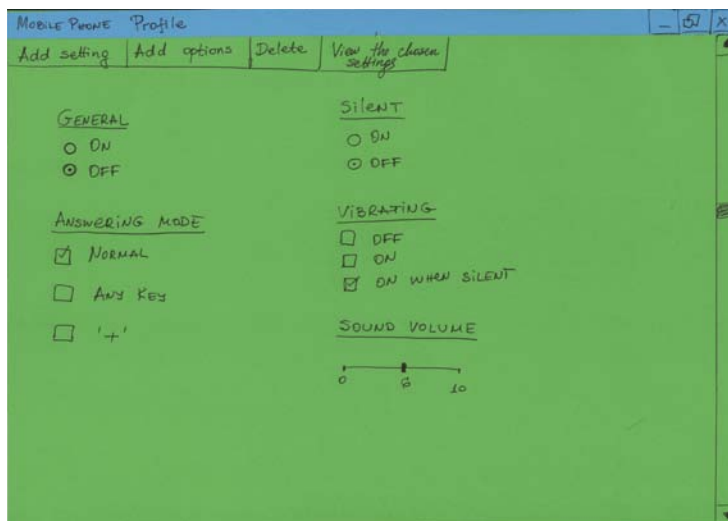 MOBILE PHONE Profile
Add setting Add options Delete View the chosen settings
GENERAL
ON
OFF
ANSWERING MODE
NORMAL
ANY KEY
'+'
SILENT
ON
OFF
VIBRATING
OFF
ON
ON WHEN SILENT
SOUND VOLUME
0 6 10